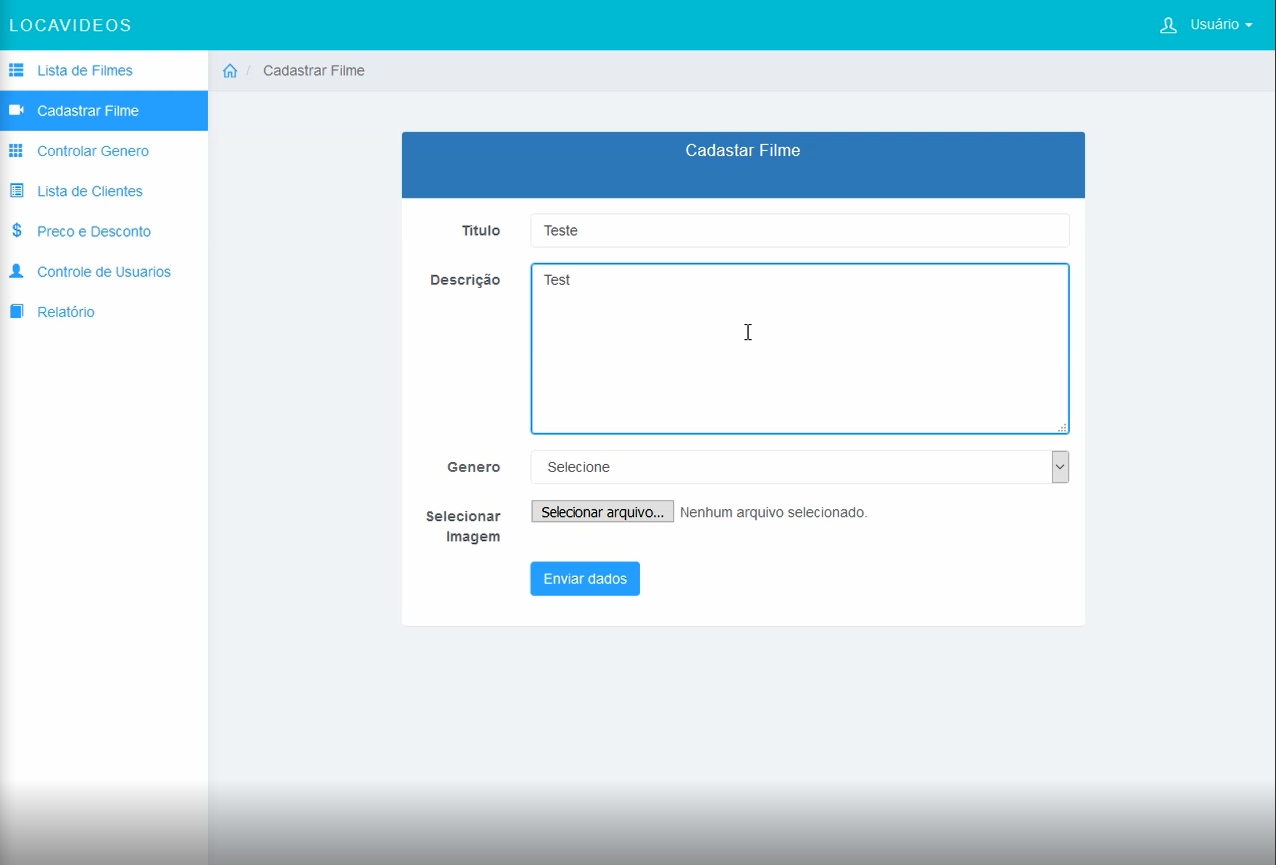 LOCAVIDEOS
Usuário
Lista de Filmes
Cadastrar Filme
Controlar Genero
Lista de Clientes
Preco e Desconto
Controle de Usuarios
Relatório
/ Cadastrar Filme
Cadastar Filme
Titulo Teste
Descrição Test
Genero Selecione
Selecionar Imagem
Selecionar arquivo... Nenhum arquivo selecionado.
Enviar dados